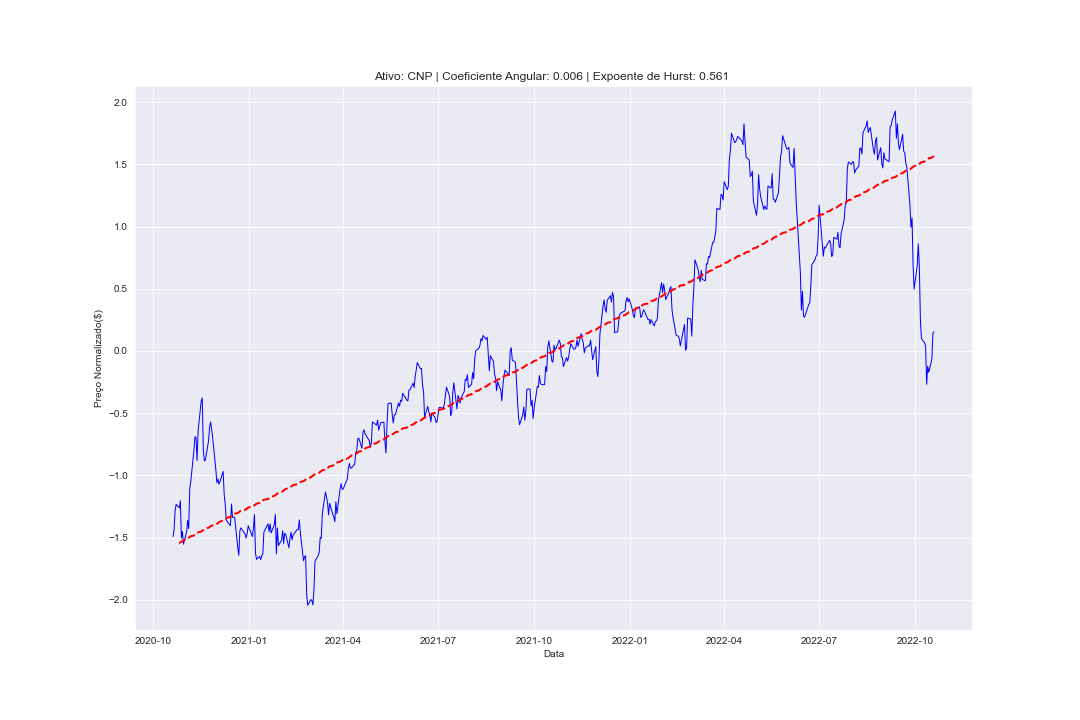 Ativo: CNP | Coeficiente Angular: 0.006 | Expoente de Hurst: 0.561
Preço Normalizado($)
2.0
1.5
1.0
0.5
0.0
−0.5
−1.0
−1.5
−2.0
2020-10 2021-01 2021-04 2021-07 2021-10 2022-01 2022-04 2022-07 2022-10
Data